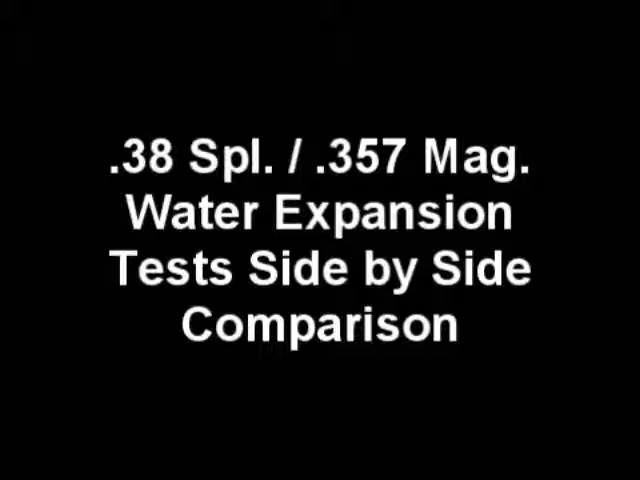 .38 Spl. / .357 Mag.
Water Expansion
Tests Side by Side
Comparison